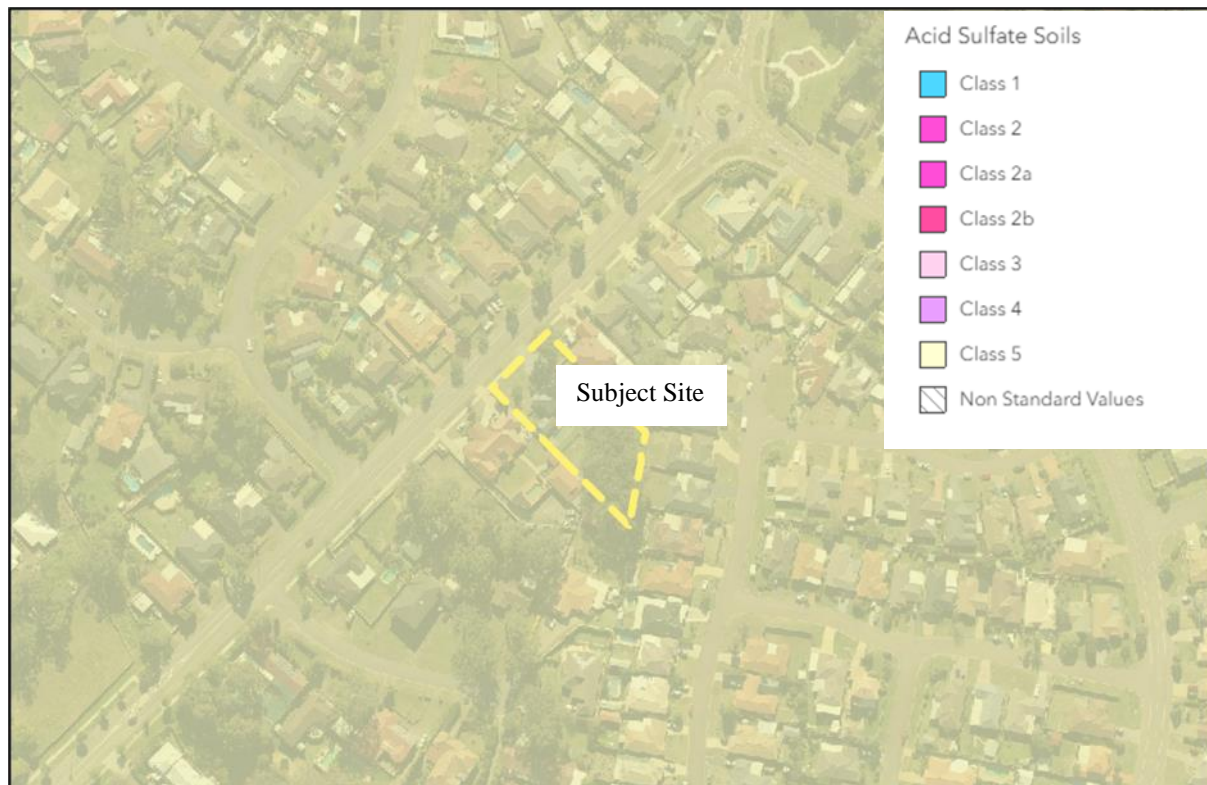 Acid Sulfate Soils
Class 1
Class 2
Class 2a
Class 2b
Class 3
Class 4
Class 5
Non Standard Values
Subject Site